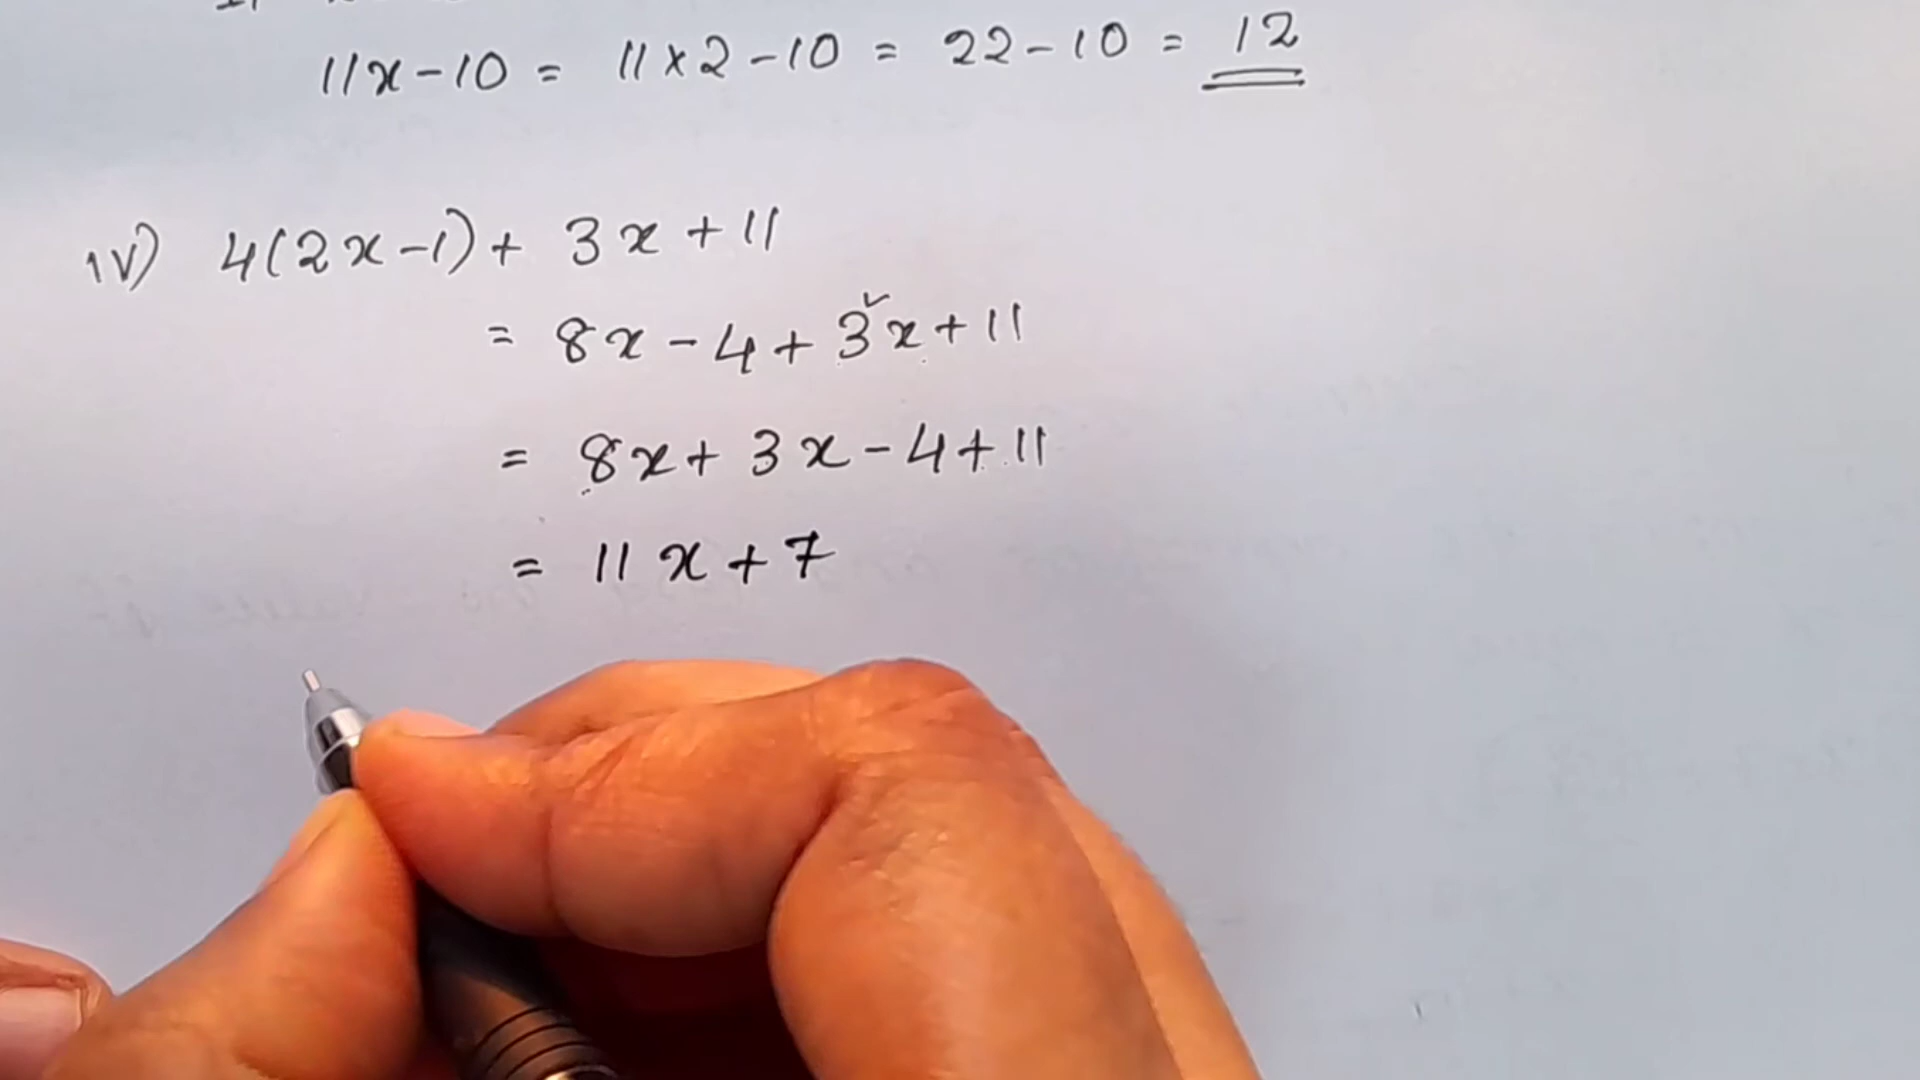 11x-10 = 11×2-10 = 22-10 = 12
iv) 4(2x-1)+ 3x+11
= 8x-4+3x+11
= 8x+3x-4+11
= 11x+7